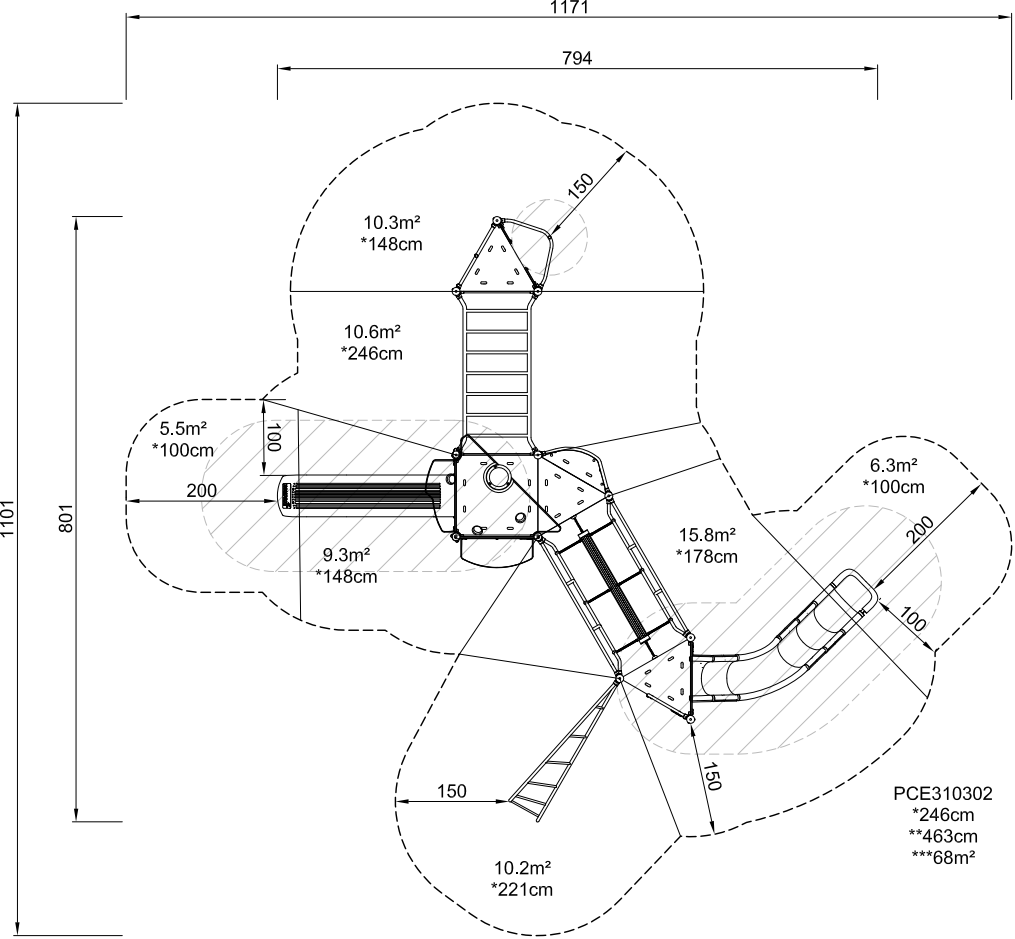 1171
794
150
10.3m²
*148cm
10.6m²
*246cm
5.5m²
*100cm
100
200
1101
801
9.3m²
*148cm
15.8m²
*178cm
6.3m²
*100cm
200
100
150
150
10.2m²
*221cm
PCE310302
*246cm
**463cm
***68m²